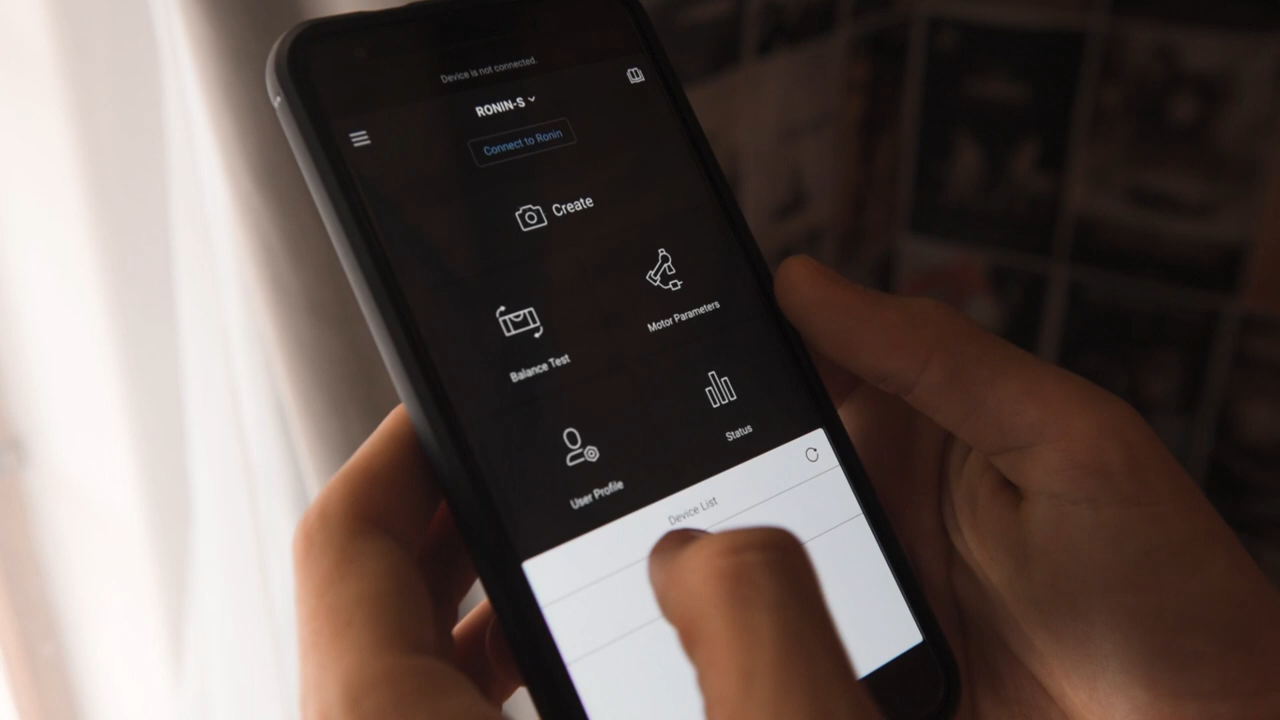 Device is not connected.
RONIN-S
Connect to Ronin
Create
Balance Test
Motor Parameters
User Profile
Status
Device List